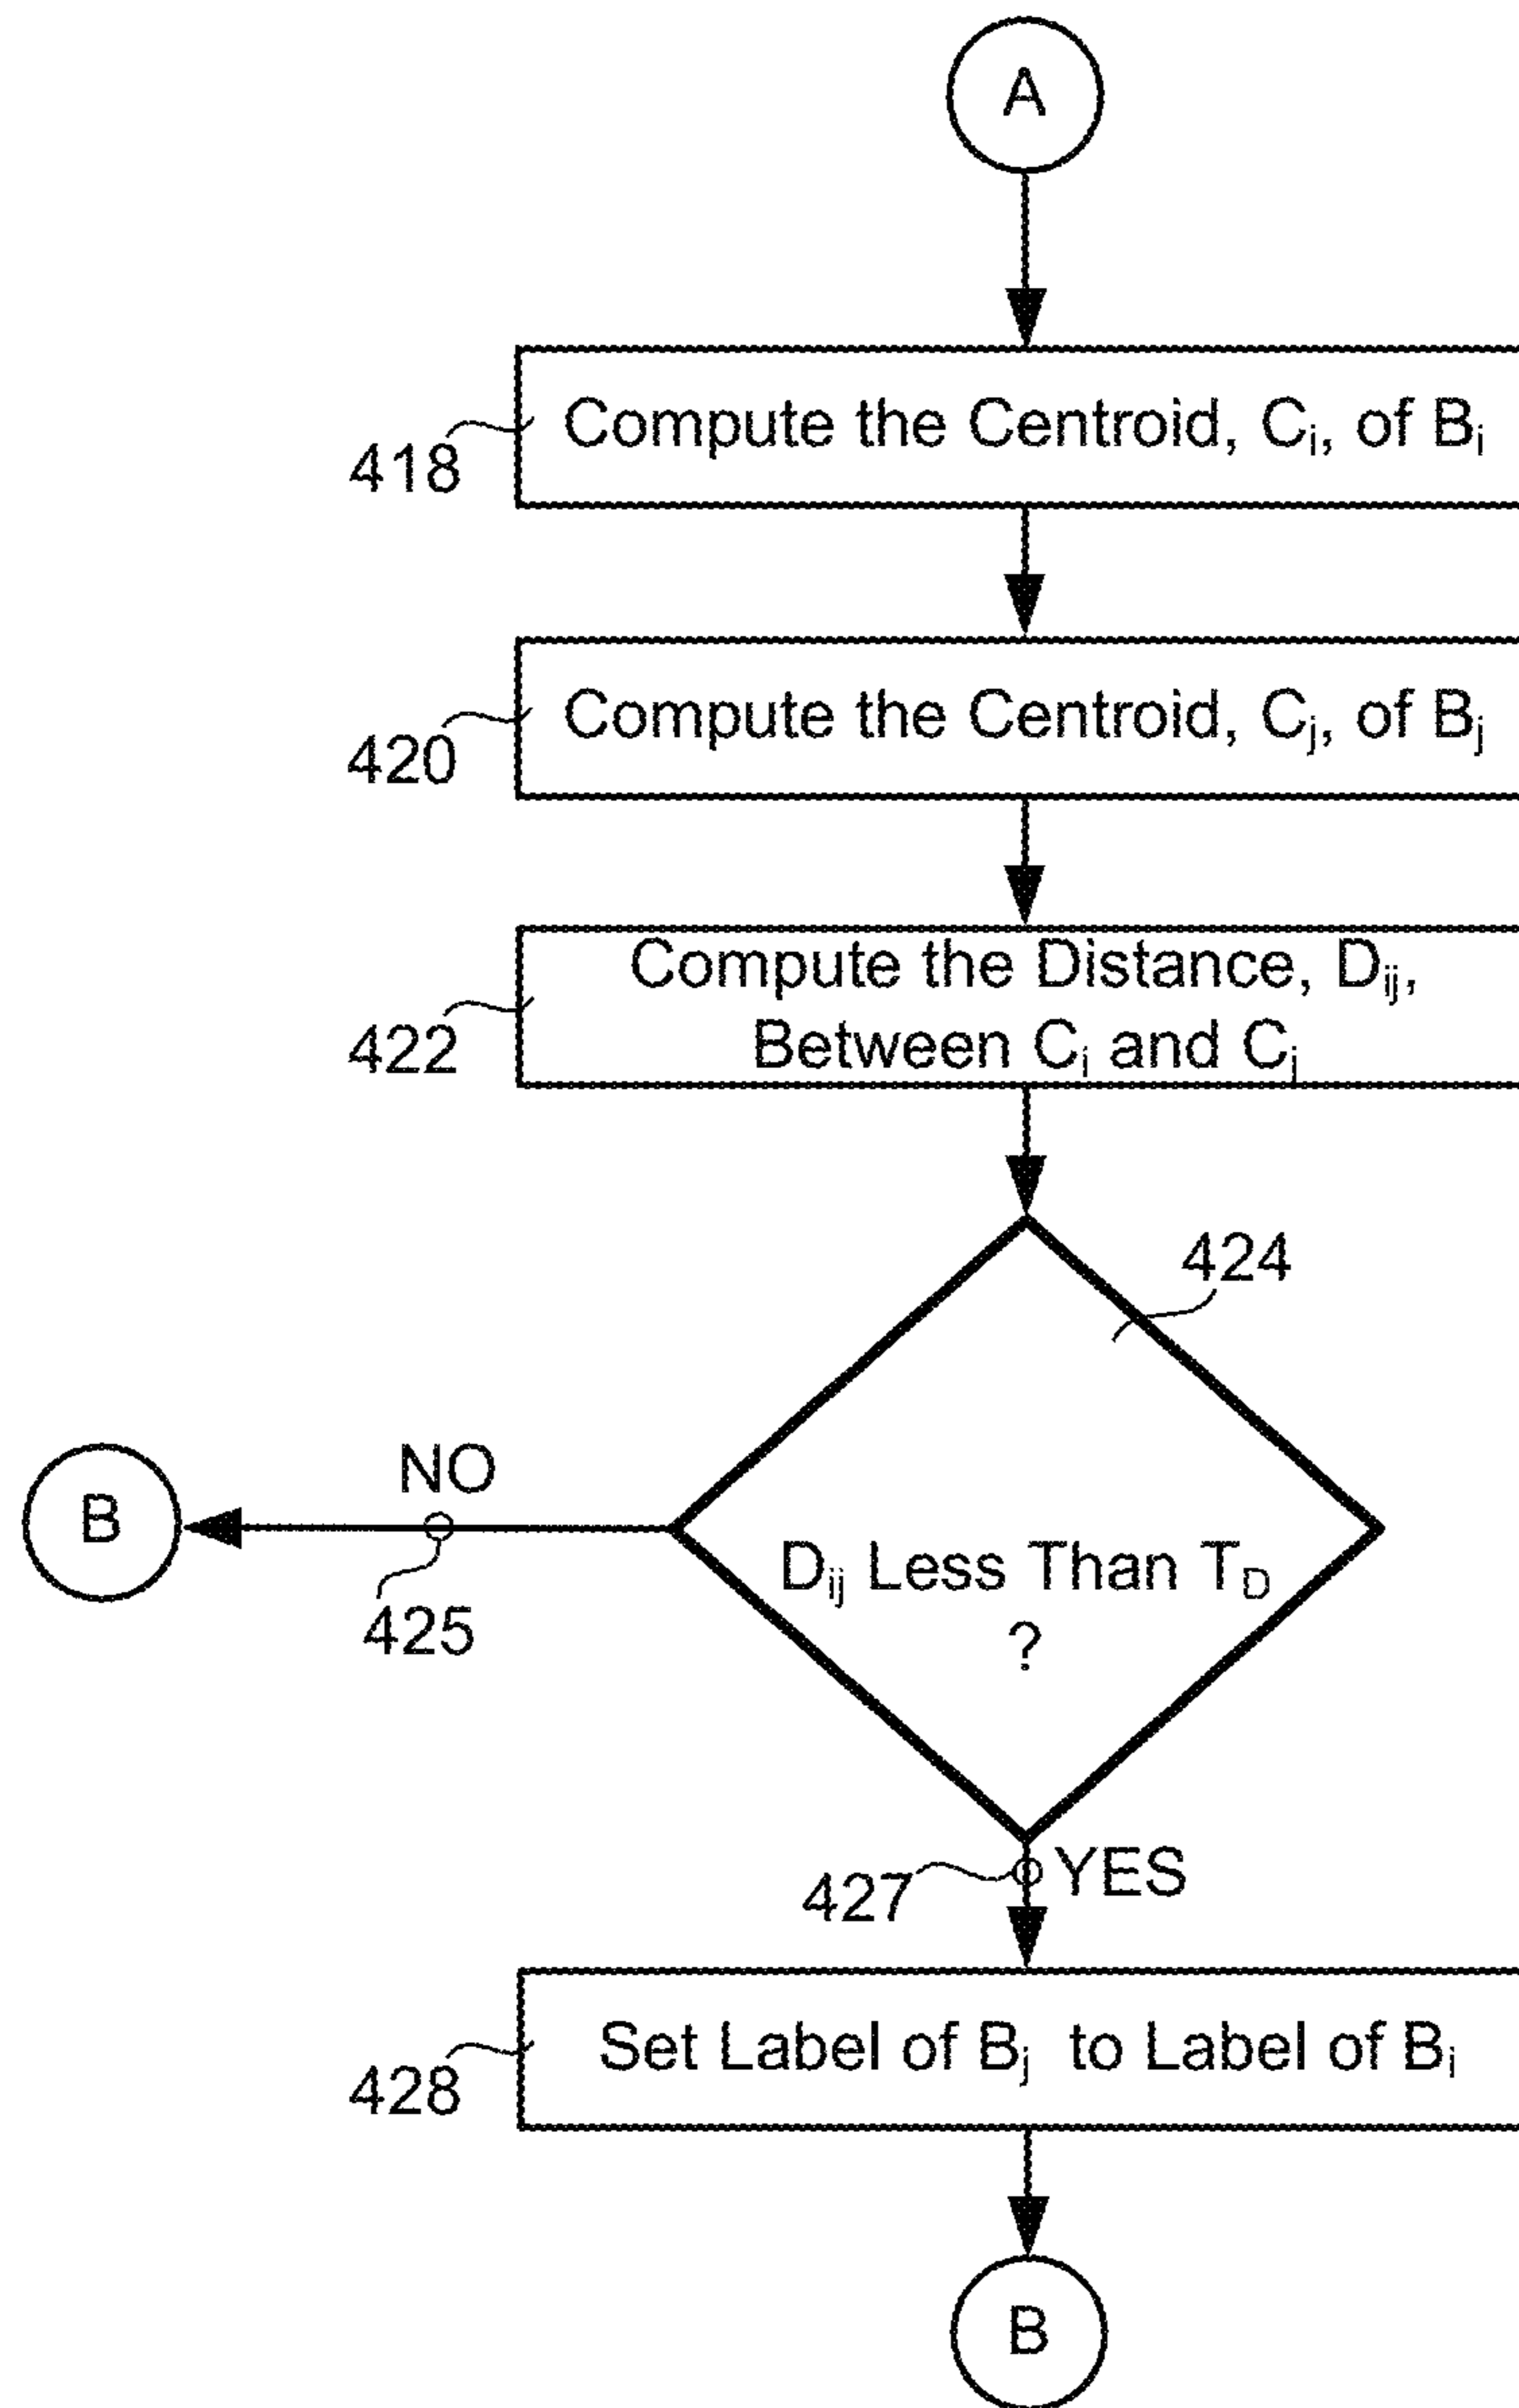 A
Compute the Centroid, Cᵢ, of Bᵢ
418
Compute the Centroid, Cⱼ, of Bⱼ
420
Compute the Distance, Dᵢⱼ,
Between Cᵢ and Cⱼ
422
424
NO
B
Dᵢⱼ Less Than T_D
?
425
YES
427
Set Label of Bⱼ to Label of Bᵢ
428
B